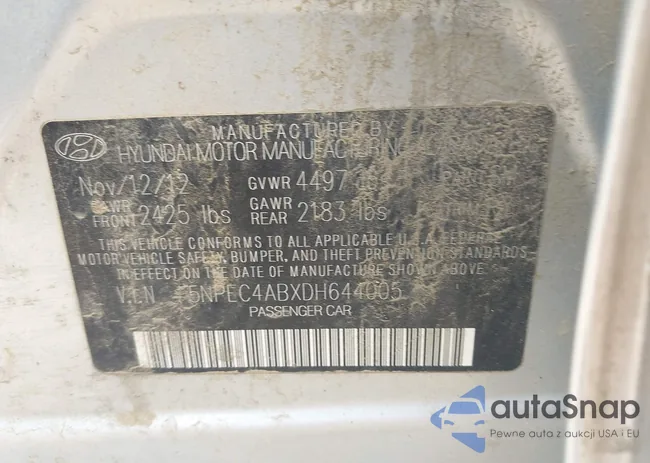 MANUFACTURED BY
HYUNDAI MOTOR MANUFACTURING
Nov/12/12 GVWR 4497
GAWR FRONT 2425 lbs GAWR REAR 2183 lbs
THIS VEHICLE CONFORMS TO ALL APPLICABLE U.S.A FEDERAL
MOTOR VEHICLE SAFETY, BUMPER, AND THEFT PREVENTION STANDARDS
IN EFFECT ON THE DATE OF MANUFACTURE SHOWN ABOVE.
V.I.N 5NPEC4ABXDH644005
PASSENGER CAR
autaSnap
Pewne auta z aukcji USA i EU